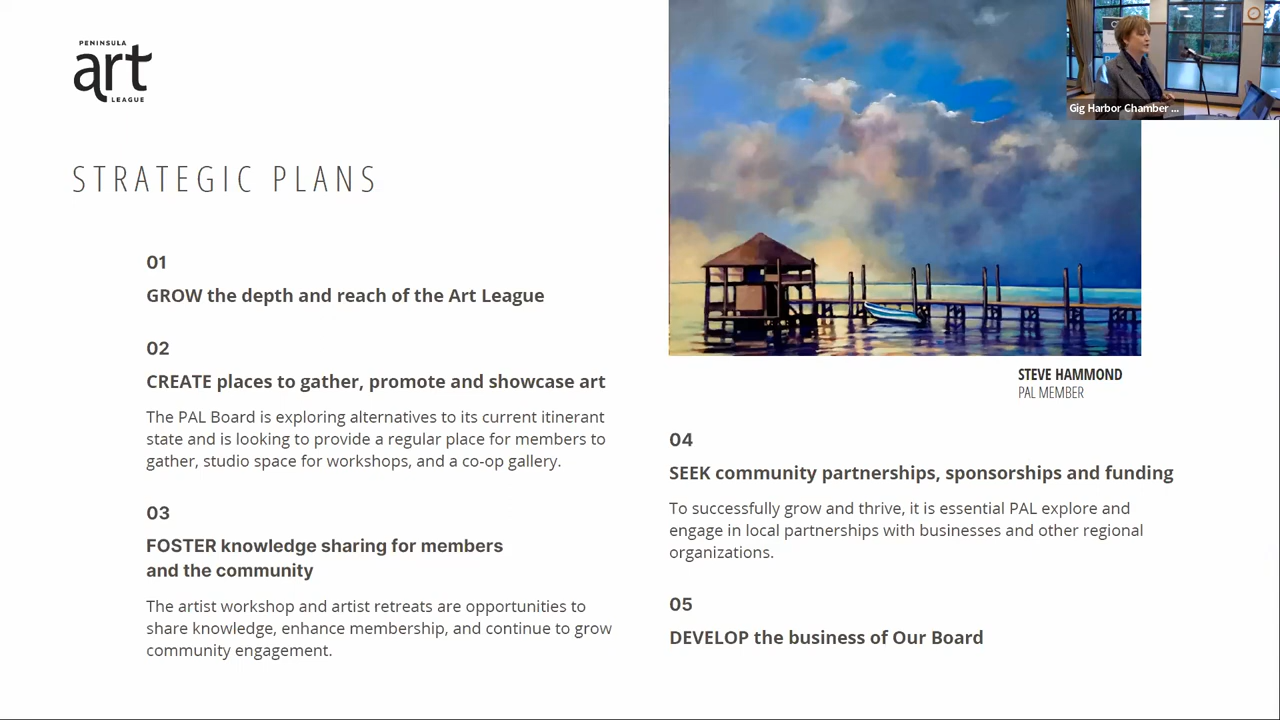 PENINSULA
art
LEAGUE
STRATEGIC PLANS
01
GROW the depth and reach of the Art League
02
CREATE places to gather, promote and showcase art
The PAL Board is exploring alternatives to its current itinerant
state and is looking to provide a regular place for members to
gather, studio space for workshops, and a co-op gallery.
03
FOSTER knowledge sharing for members
and the community
The artist workshop and artist retreats are opportunities to
share knowledge, enhance membership, and continue to grow
community engagement.
Gig Harbor Chamber ...
STEVE HAMMOND
PAL MEMBER
04
SEEK community partnerships, sponsorships and funding
To successfully grow and thrive, it is essential PAL explore and
engage in local partnerships with businesses and other regional
organizations.
05
DEVELOP the business of Our Board